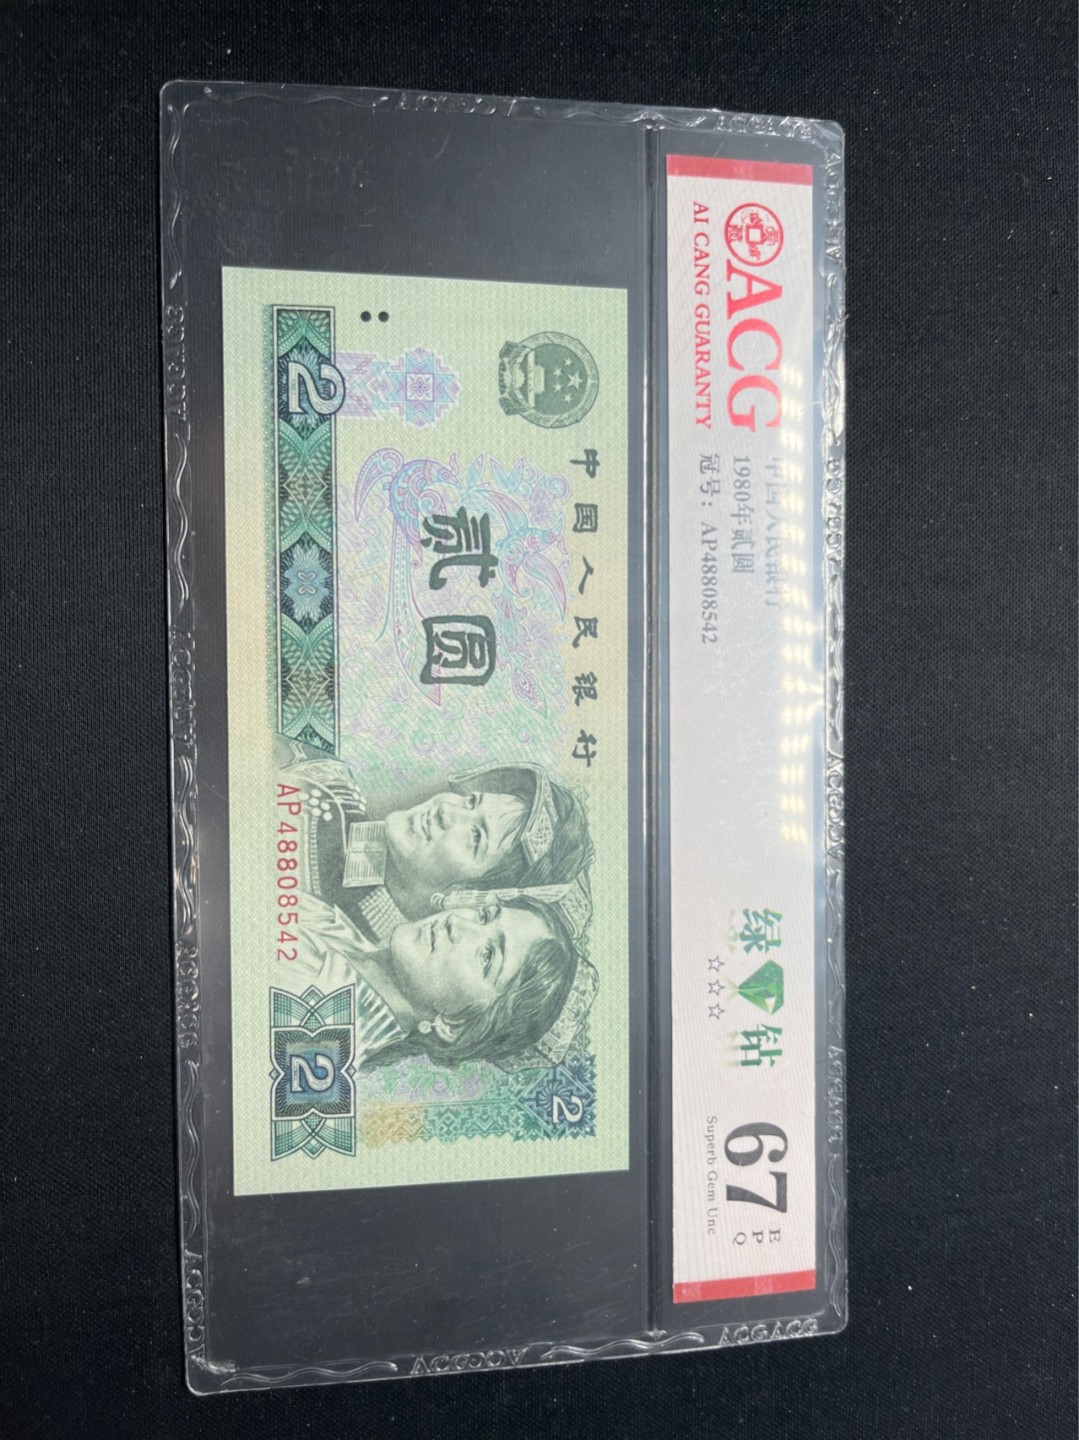 ACG
AI CANG GUARANTY
中国人民银行
1980年贰圆
冠号：AP48808542
绿钻
☆☆☆
67
EPQ
Superb Gem Unc
中国人民银行
贰圆
2
AP48808542
2
2